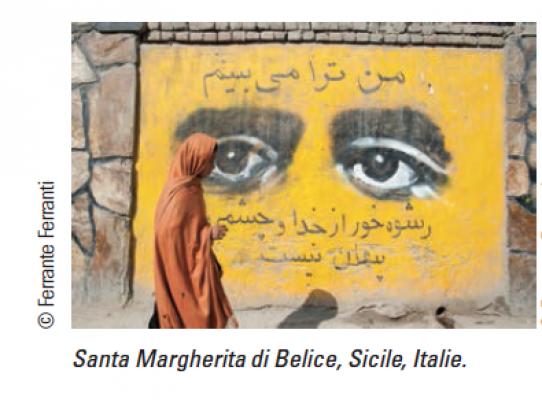 من ترا می بینم
رشوه خور از خدا و چشم
پنهان نیست
© Ferrante Ferranti
Santa Margherita di Belice, Sicile, Italie.